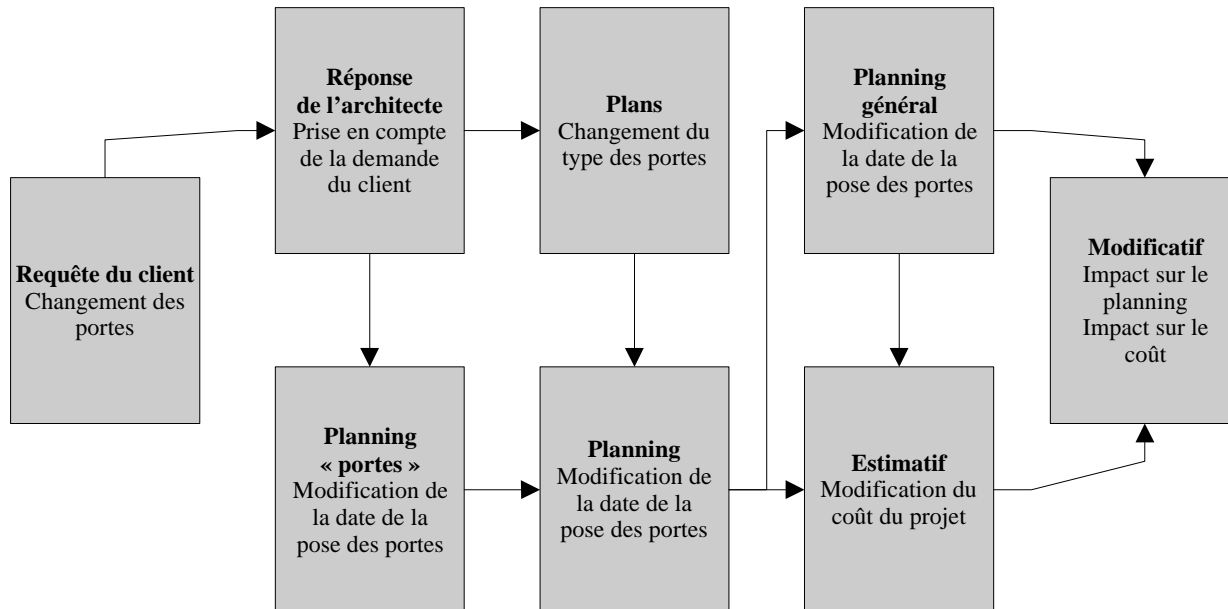 Requête du client
Changement des
portes
Réponse
de l'architecte
Prise en compte
de la demande
du client
Plans
Changement du
type des portes
Planning
« portes »
Modification de
la date de la
pose des portes
Planning
Modification de
la date de la
pose des portes
Planning
général
Modification de
la date de la
pose des portes
Estimatif
Modification du
coût du projet
Modificatif
Impact sur le
planning
Impact sur le
coût